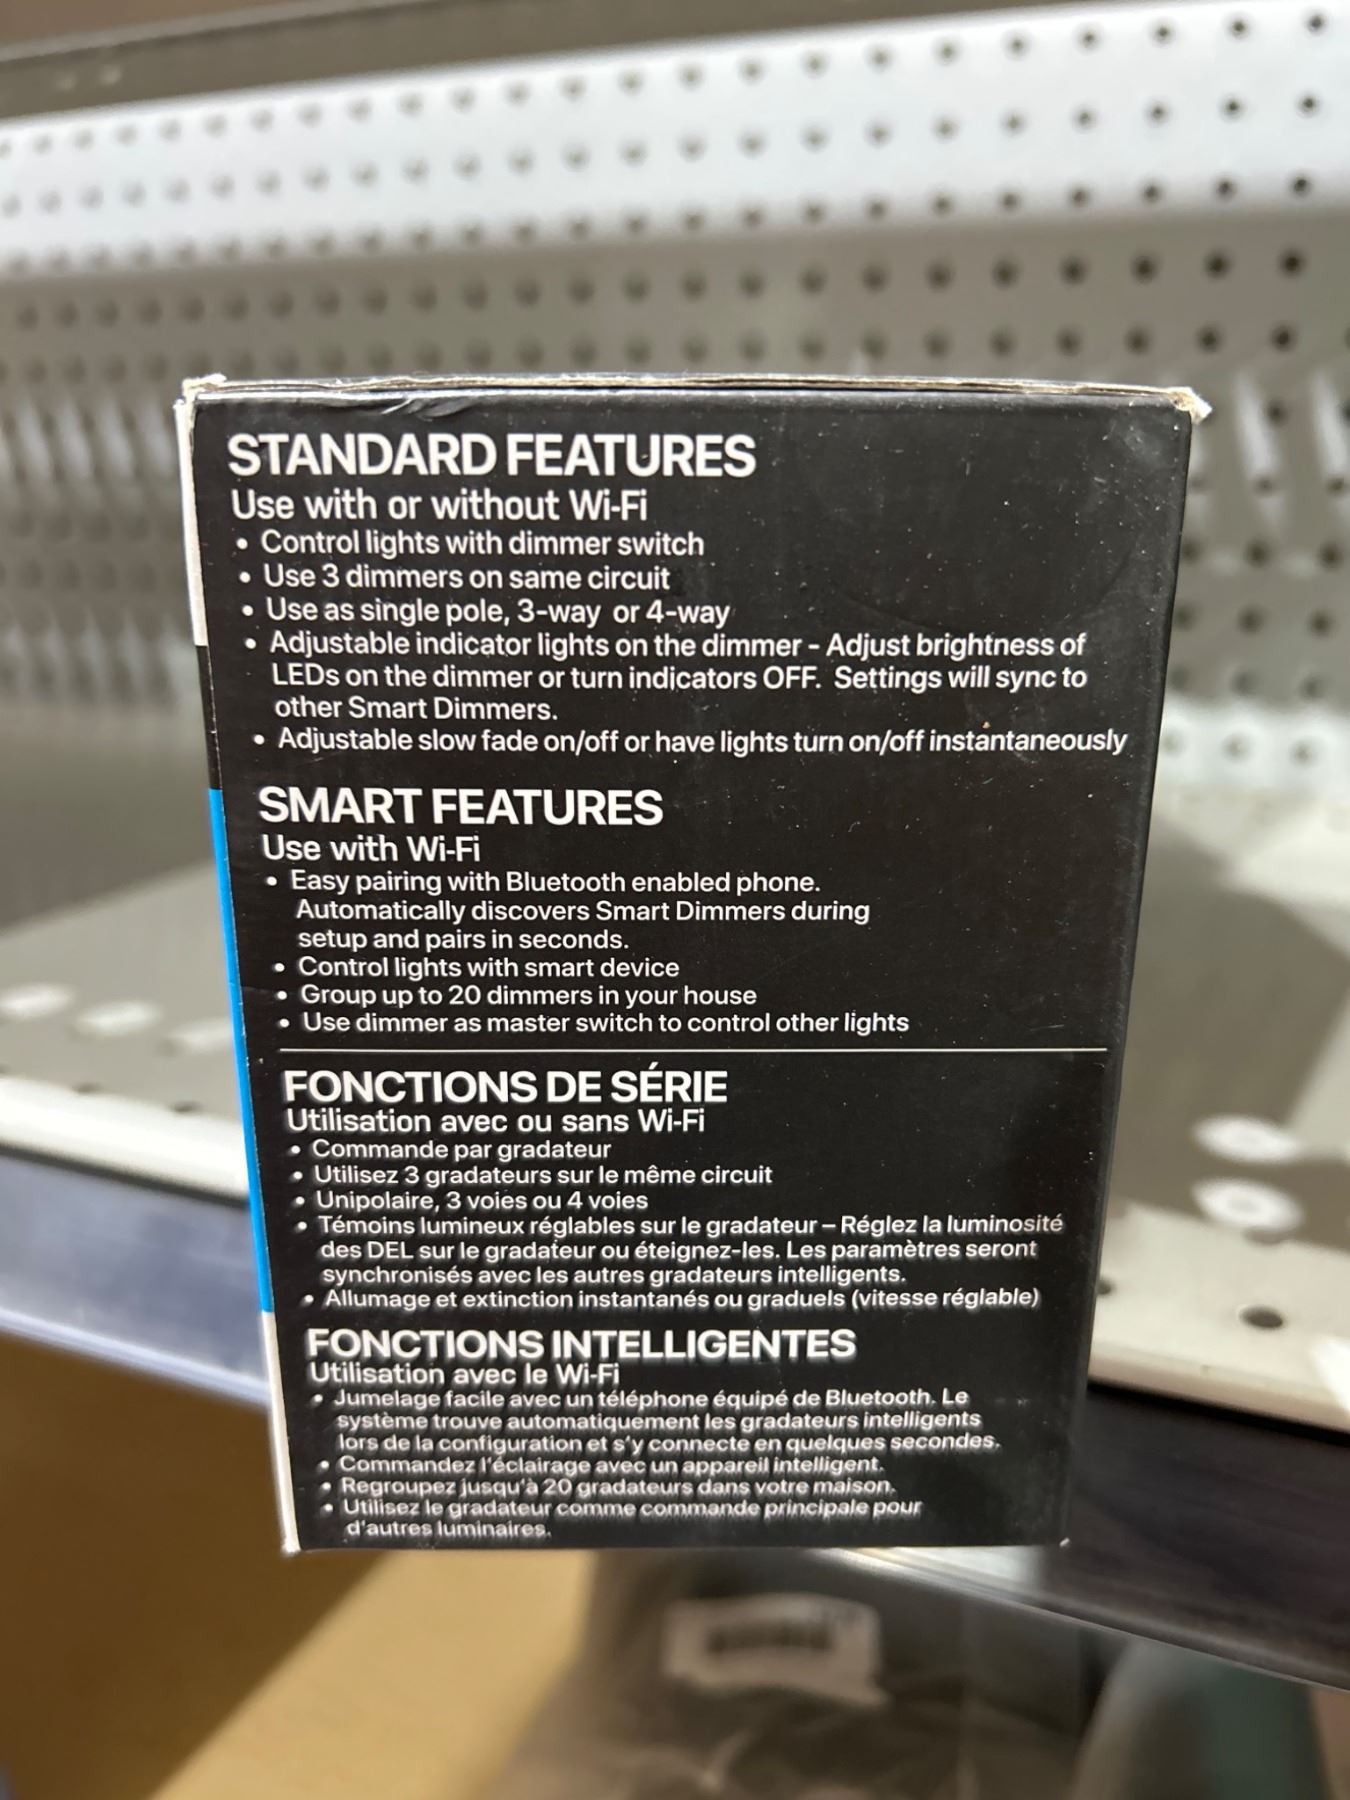 STANDARD FEATURES
Use with or without Wi-Fi
• Control lights with dimmer switch
• Use 3 dimmers on same circuit
• Use as single pole, 3-way or 4-way
• Adjustable indicator lights on the dimmer - Adjust brightness of
LEDs on the dimmer or turn indicators OFF. Settings will sync to
other Smart Dimmers.
• Adjustable slow fade on/off or have lights turn on/off instantaneously
SMART FEATURES
Use with Wi-Fi
• Easy pairing with Bluetooth enabled phone.
Automatically discovers Smart Dimmers during
setup and pairs in seconds.
• Control lights with smart device
• Group up to 20 dimmers in your house
• Use dimmer as master switch to control other lights
FONCTIONS DE SÉRIE
Utilisation avec ou sans Wi-Fi
• Commande par gradateur
• Utilisez 3 gradateurs sur le même circuit
• Unipolaire, 3 voies ou 4 voies
• Témoins lumineux réglables sur le gradateur – Réglez la luminosité
des DEL sur le gradateur ou éteignez-les. Les paramètres seront
synchronisés avec les autres gradateurs intelligents.
• Allumage et extinction instantanés ou graduels (vitesse réglable)
FONCTIONS INTELLIGENTES
Utilisation avec le Wi-Fi
• Jumelage facile avec un téléphone équipé de Bluetooth. Le
système trouve automatiquement les gradateurs intelligents
lors de la configuration et s'y connecte en quelques secondes.
• Commandez l'éclairage avec un appareil intelligent.
• Regroupez jusqu'à 20 gradateurs dans votre maison.
• Utilisez le gradateur comme commande principale pour
d'autres luminaires.